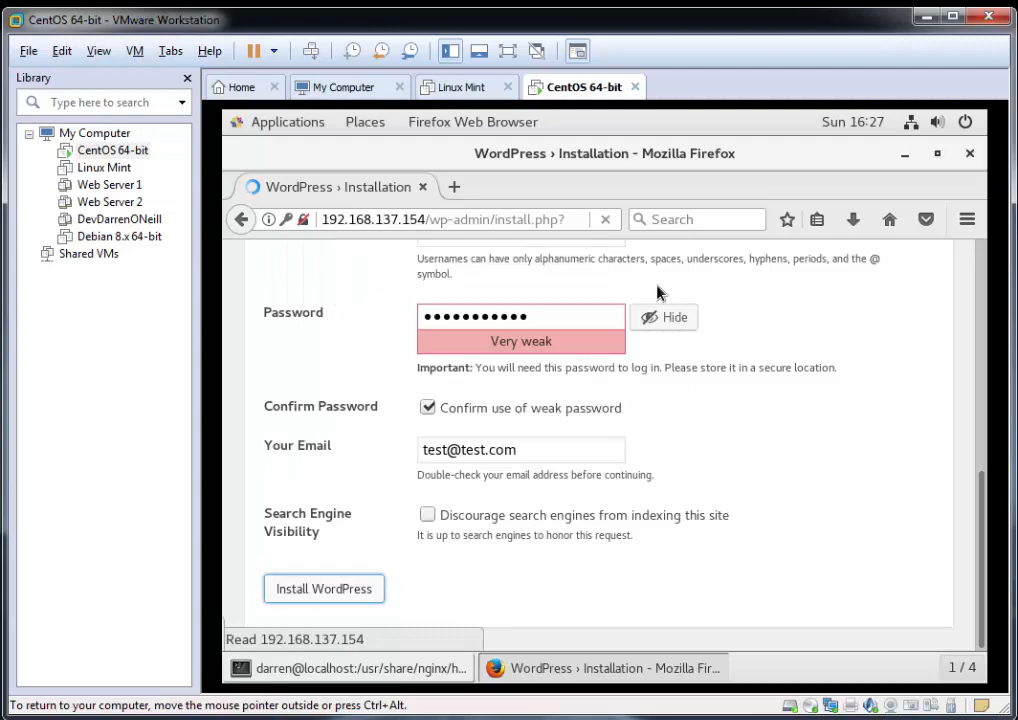 CentOS 64-bit - VMware Workstation
File Edit View VM Tabs Help
Library
Type here to search
My Computer
CentOS 64-bit
Linux Mint
Web Server 1
Web Server 2
DevDarrenONeill
Debian 8.x 64-bit
Shared VMs
Home My Computer Linux Mint CentOS 64-bit
Applications Places Firefox Web Browser Sun 16:27
WordPress › Installation - Mozilla Firefox
WordPress › Installation
192.168.137.154/wp-admin/install.php? Search
Usernames can have only alphanumeric characters, spaces, underscores, hyphens, periods, and the @
symbol.
Password ●●●●●●●●●●● Hide
Very weak
Important: You will need this password to log in. Please store it in a secure location.
Confirm Password Confirm use of weak password
Your Email test@test.com
Double-check your email address before continuing.
Search Engine
Visibility
Discourage search engines from indexing this site
It is up to search engines to honor this request.
Install WordPress
Read 192.168.137.154
darren@localhost:/usr/share/nginx/h... WordPress › Installation - Mozilla Fir... 1 / 4
To return to your computer, move the mouse pointer outside or press Ctrl+Alt.